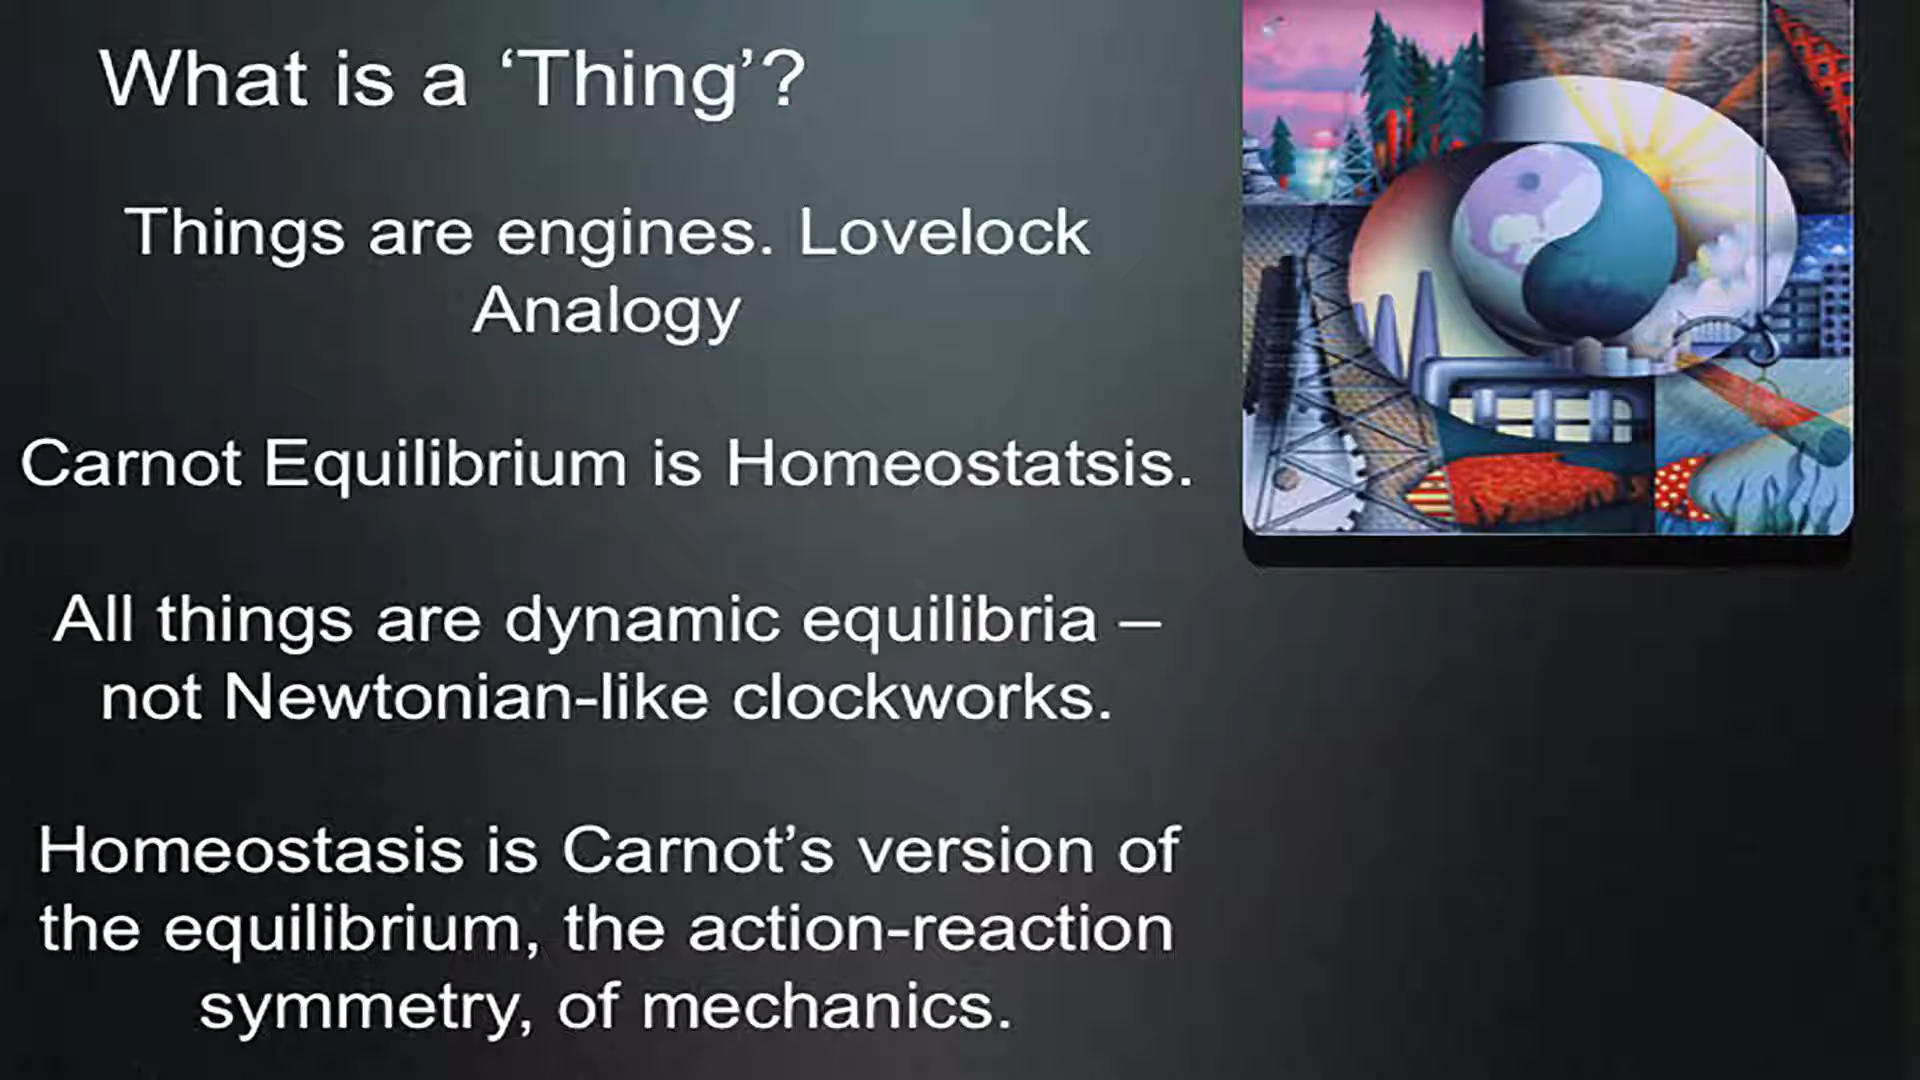 What is a ‘Thing’?
Things are engines. Lovelock
Analogy
Carnot Equilibrium is Homeostatsis.
All things are dynamic equilibria –
not Newtonian-like clockworks.
Homeostasis is Carnot’s version of
the equilibrium, the action-reaction
symmetry, of mechanics.